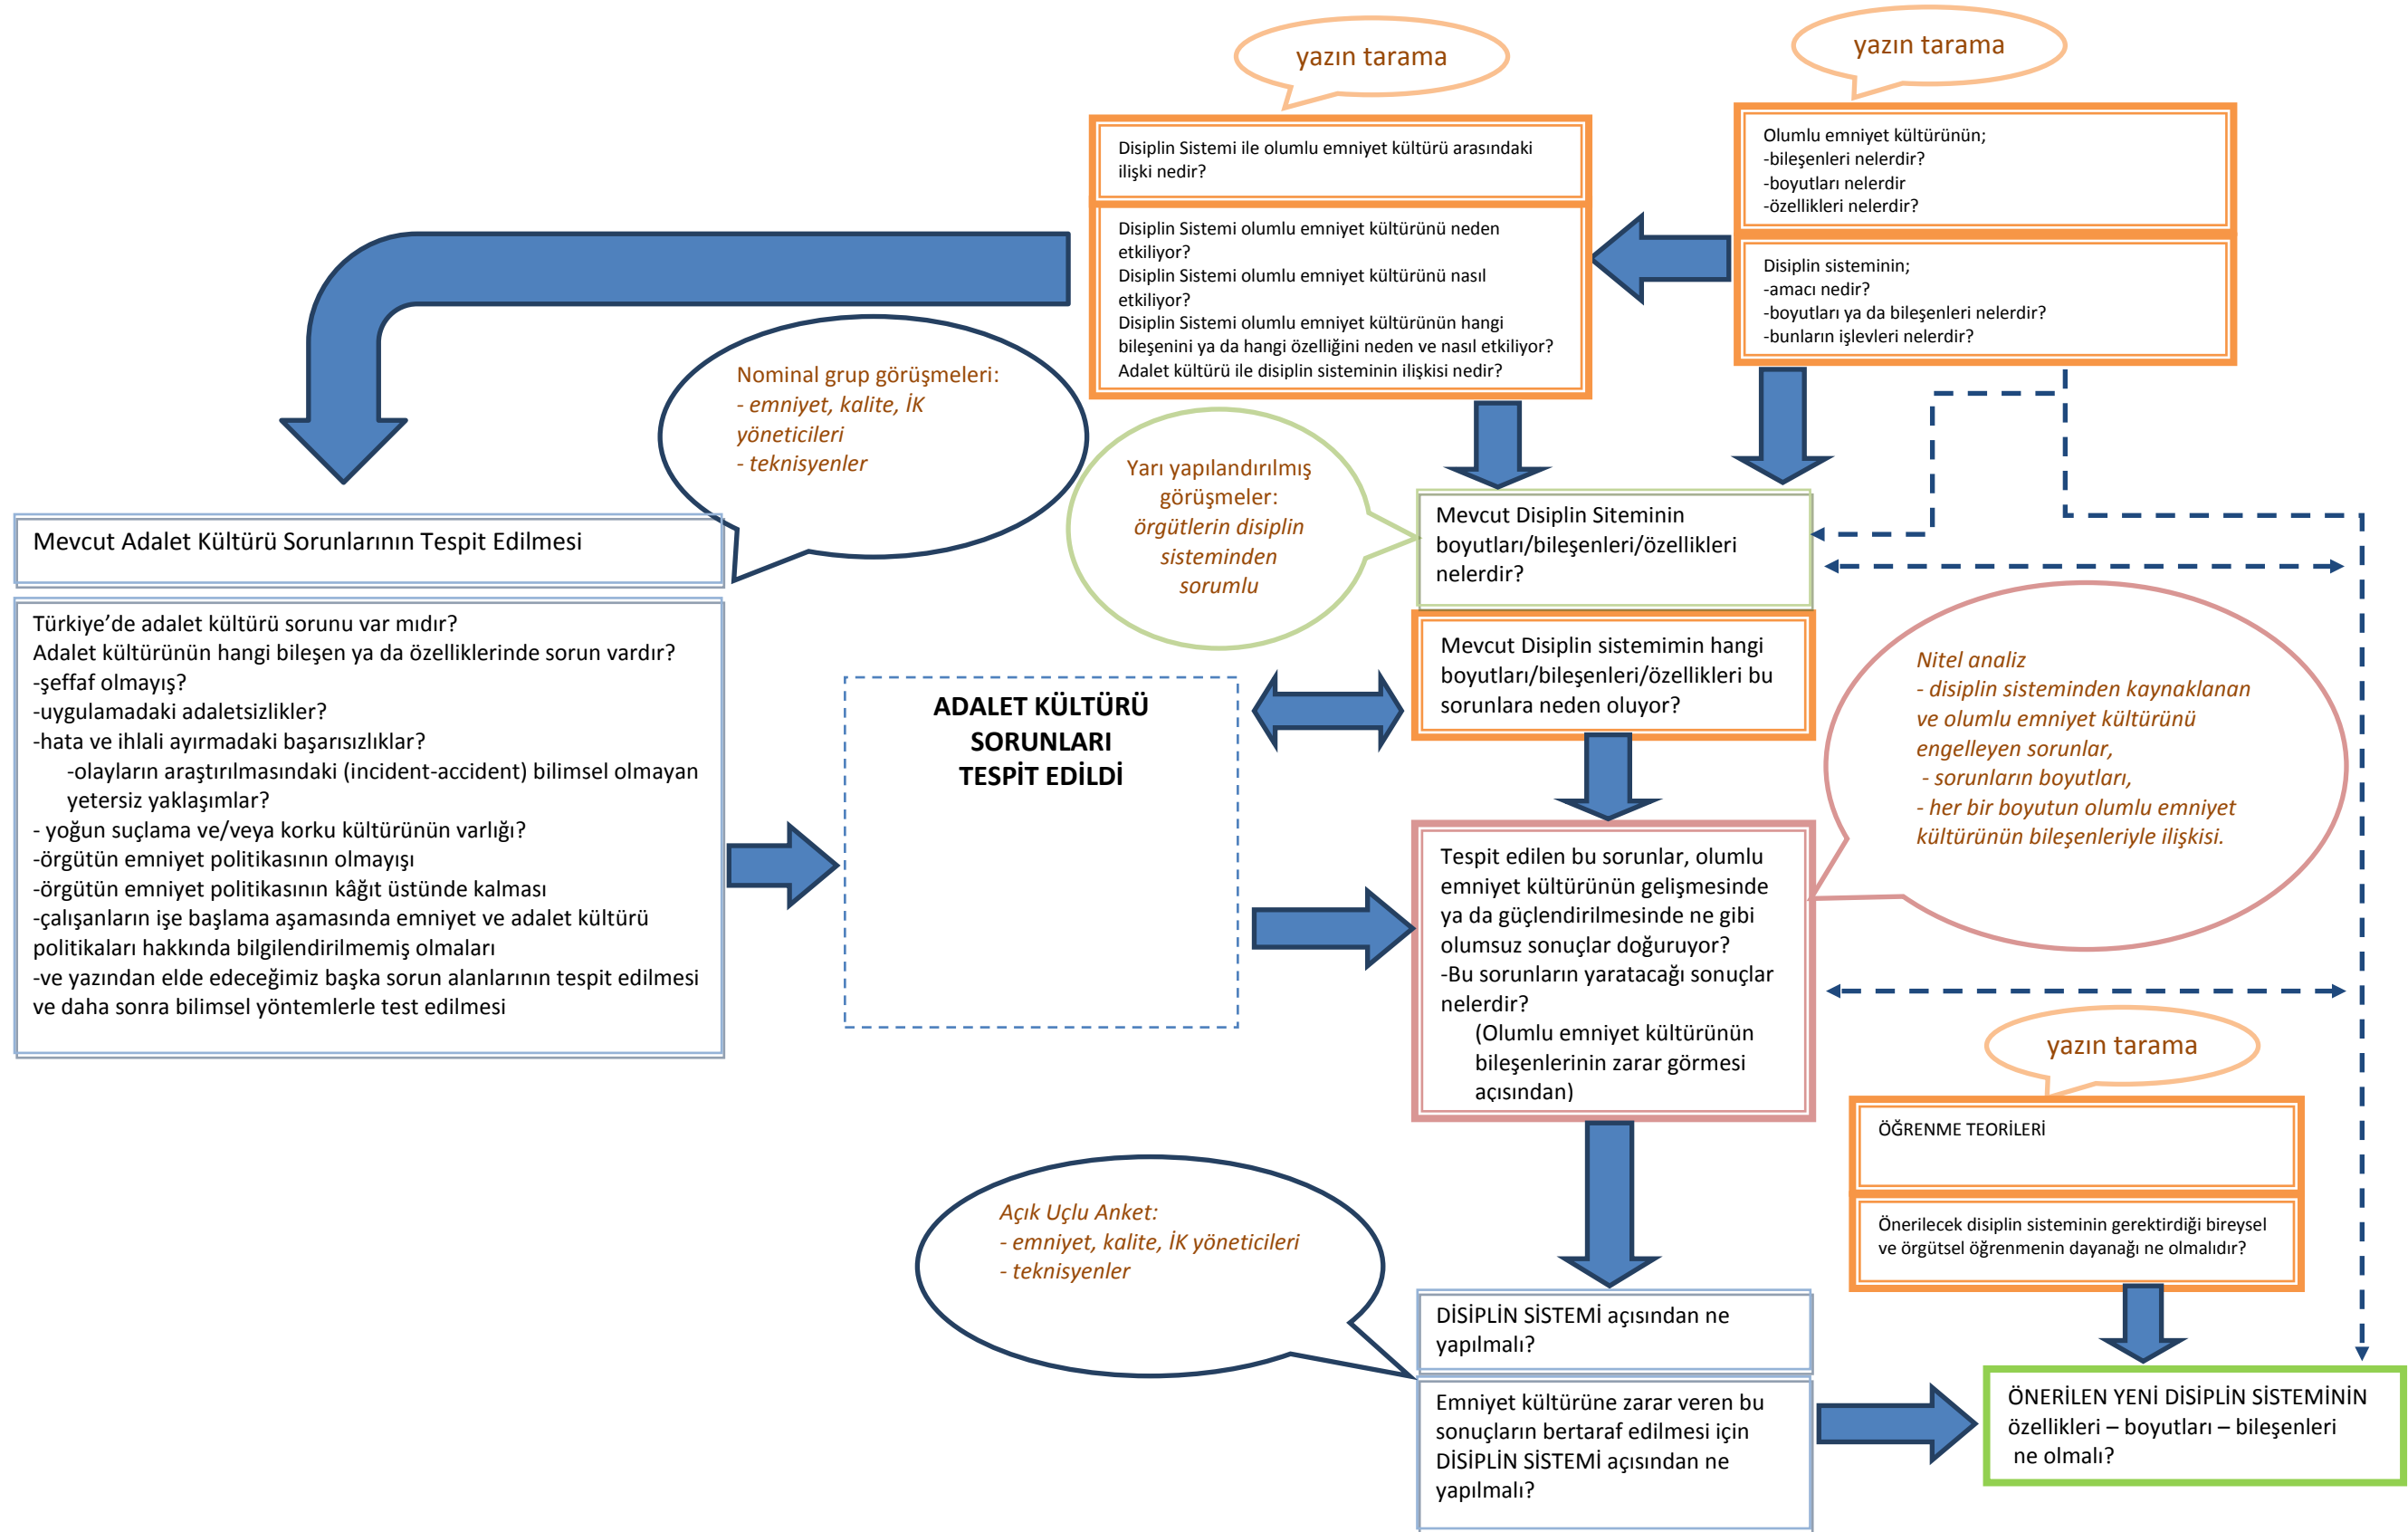 yazın tarama
yazın tarama
Disiplin Sistemi ile olumlu emniyet kültürü arasındaki
ilişki nedir?
Disiplin Sistemi olumlu emniyet kültürünü neden
etkiliyor?
Disiplin Sistemi olumlu emniyet kültürünü nasıl
etkiliyor?
Disiplin Sistemi olumlu emniyet kültürünün hangi
bileşenini ya da hangi özelliğini neden ve nasıl etkiliyor?
Adalet kültürü ile disiplin sisteminin ilişkisi nedir?
Olumlu emniyet kültürünün;
-bileşenleri nelerdir?
-boyutları nelerdir
-özellikleri nelerdir?
Disiplin sisteminin;
-amacı nedir?
-boyutları ya da bileşenleri nelerdir?
-bunların işlevleri nelerdir?
Nominal grup görüşmeleri:
- emniyet, kalite, İK
yöneticileri
- teknisyenler
Yarı yapılandırılmış
görüşmeler:
örgütlerin disiplin
sisteminden
sorumlu
Mevcut Disiplin Siteminin
boyutları/bileşenleri/özellikleri
nelerdir?
Mevcut Disiplin sistemimin hangi
boyutları/bileşenleri/özellikleri bu
sorunlara neden oluyor?
Mevcut Adalet Kültürü Sorunlarının Tespit Edilmesi
Türkiye’de adalet kültürü sorunu var mıdır?
Adalet kültürünün hangi bileşen ya da özelliklerinde sorun vardır?
-şeffaf olmayış?
-uygulamadaki adaletsizlikler?
-hata ve ihlali ayırmadaki başarısızlıklar?
-olayların araştırılmasındaki (incident-accident) bilimsel olmayan
yetersiz yaklaşımlar?
- yoğun suçlama ve/veya korku kültürünün varlığı?
-örgütün emniyet politikasının olmayışı
-örgütün emniyet politikasının kâğıt üstünde kalması
-çalışanların işe başlama aşamasında emniyet ve adalet kültürü
politikaları hakkında bilgilendirilmemiş olmaları
-ve yazından elde edeceğimiz başka sorun alanlarının tespit edilmesi
ve daha sonra bilimsel yöntemlerle test edilmesi
ADALET KÜLTÜRÜ
SORUNLARI
TESPİT EDİLDİ
Nitel analiz
- disiplin sisteminden kaynaklanan
ve olumlu emniyet kültürünü
engelleyen sorunlar,
- sorunların boyutları,
- her bir boyutun olumlu emniyet
kültürünün bileşenleriyle ilişkisi.
Tespit edilen bu sorunlar, olumlu
emniyet kültürünün gelişmesinde
ya da güçlendirilmesinde ne gibi
olumsuz sonuçlar doğuruyor?
-Bu sorunların yaratacağı sonuçlar
nelerdir?
(Olumlu emniyet kültürünün
bileşenlerinin zarar görmesi
açısından)
yazın tarama
ÖĞRENME TEORİLERİ
Önerilecek disiplin sisteminin gerektirdiği bireysel
ve örgütsel öğrenmenin dayanağı ne olmalıdır?
Açık Uçlu Anket:
- emniyet, kalite, İK yöneticileri
- teknisyenler
DİSİPLİN SİSTEMİ açısından ne
yapılmalı?
Emniyet kültürüne zarar veren bu
sonuçların bertaraf edilmesi için
DİSİPLİN SİSTEMİ açısından ne
yapılmalı?
ÖNERİLEN YENİ DİSİPLİN SİSTEMİNİN
özellikleri – boyutları – bileşenleri
ne olmalı?